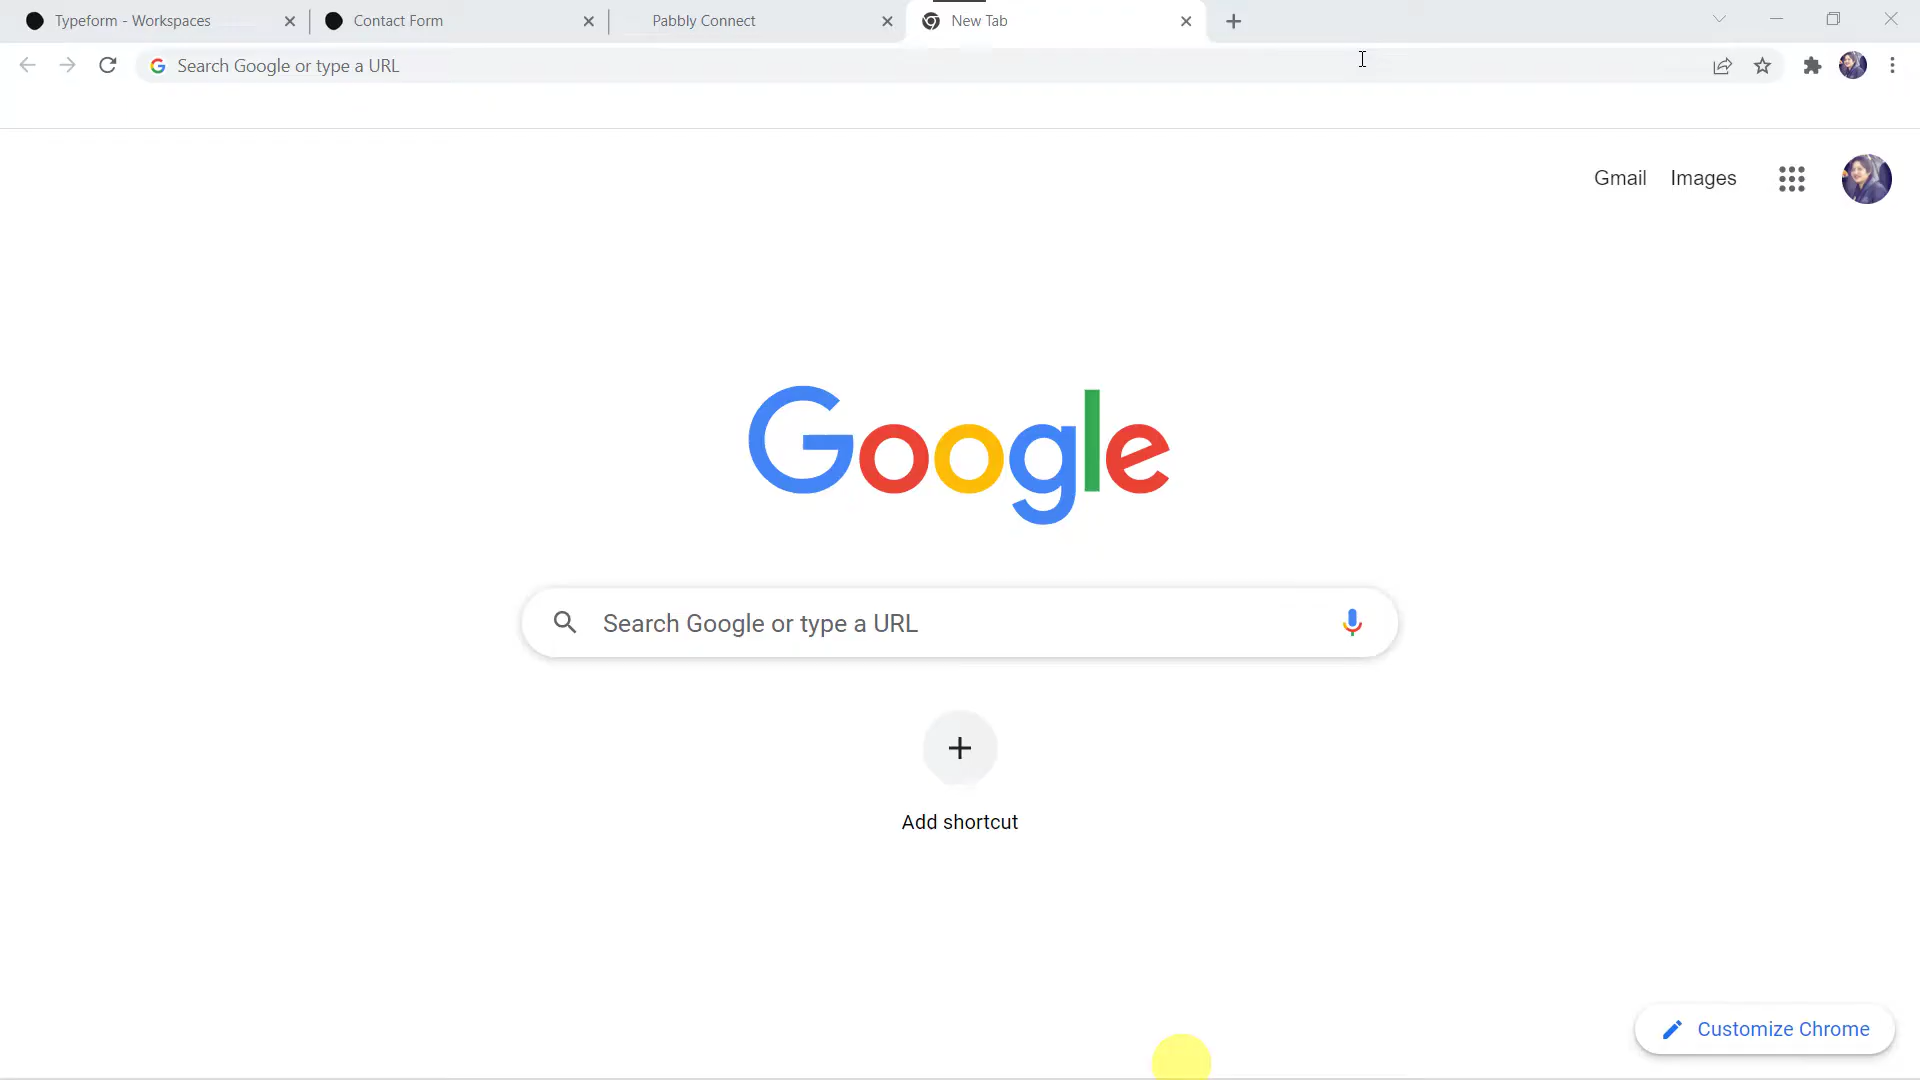 Typeform - Workspaces
Contact Form
Pabbly Connect
New Tab
Search Google or type a URL
Gmail
Images
Google
Search Google or type a URL
Add shortcut
Customize Chrome